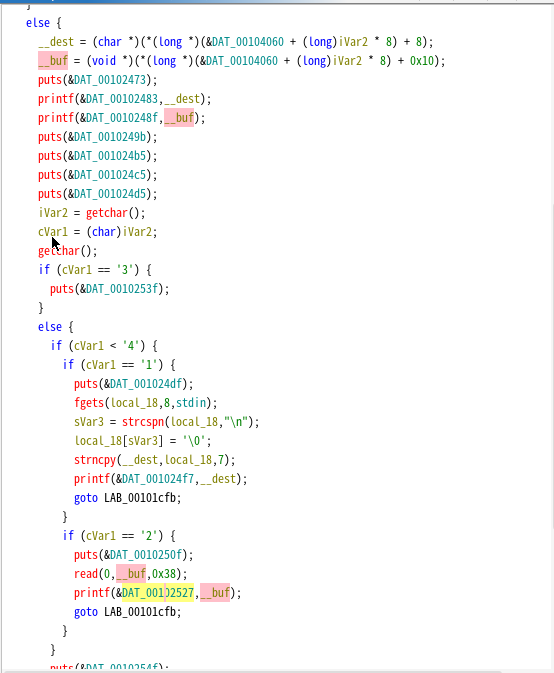 }
else {
__dest = (char *)(*(long *)(&DAT_00104060 + (long)iVar2 * 8) + 8);
__buf = (void *)(*(long *)(&DAT_00104060 + (long)iVar2 * 8) + 0x10);
puts(&DAT_00102473);
printf(&DAT_00102483,__dest);
printf(&DAT_0010248f,__buf);
puts(&DAT_0010249b);
puts(&DAT_001024b5);
puts(&DAT_001024c5);
puts(&DAT_001024d5);
iVar2 = getchar();
cVar1 = (char)iVar2;
getchar();
if (cVar1 == '3') {
puts(&DAT_0010253f);
}
else {
if (cVar1 < '4') {
if (cVar1 == '1') {
puts(&DAT_001024df);
fgets(local_18,8,stdin);
sVar3 = strcspn(local_18,"\n");
local_18[sVar3] = '\0';
strncpy(__dest,local_18,7);
printf(&DAT_001024f7,__dest);
goto LAB_00101cfb;
}
if (cVar1 == '2') {
puts(&DAT_0010250f);
read(0,__buf,0x38);
printf(&DAT_00102527,__buf);
goto LAB_00101cfb;
}
}
puts(&DAT_0010254f);